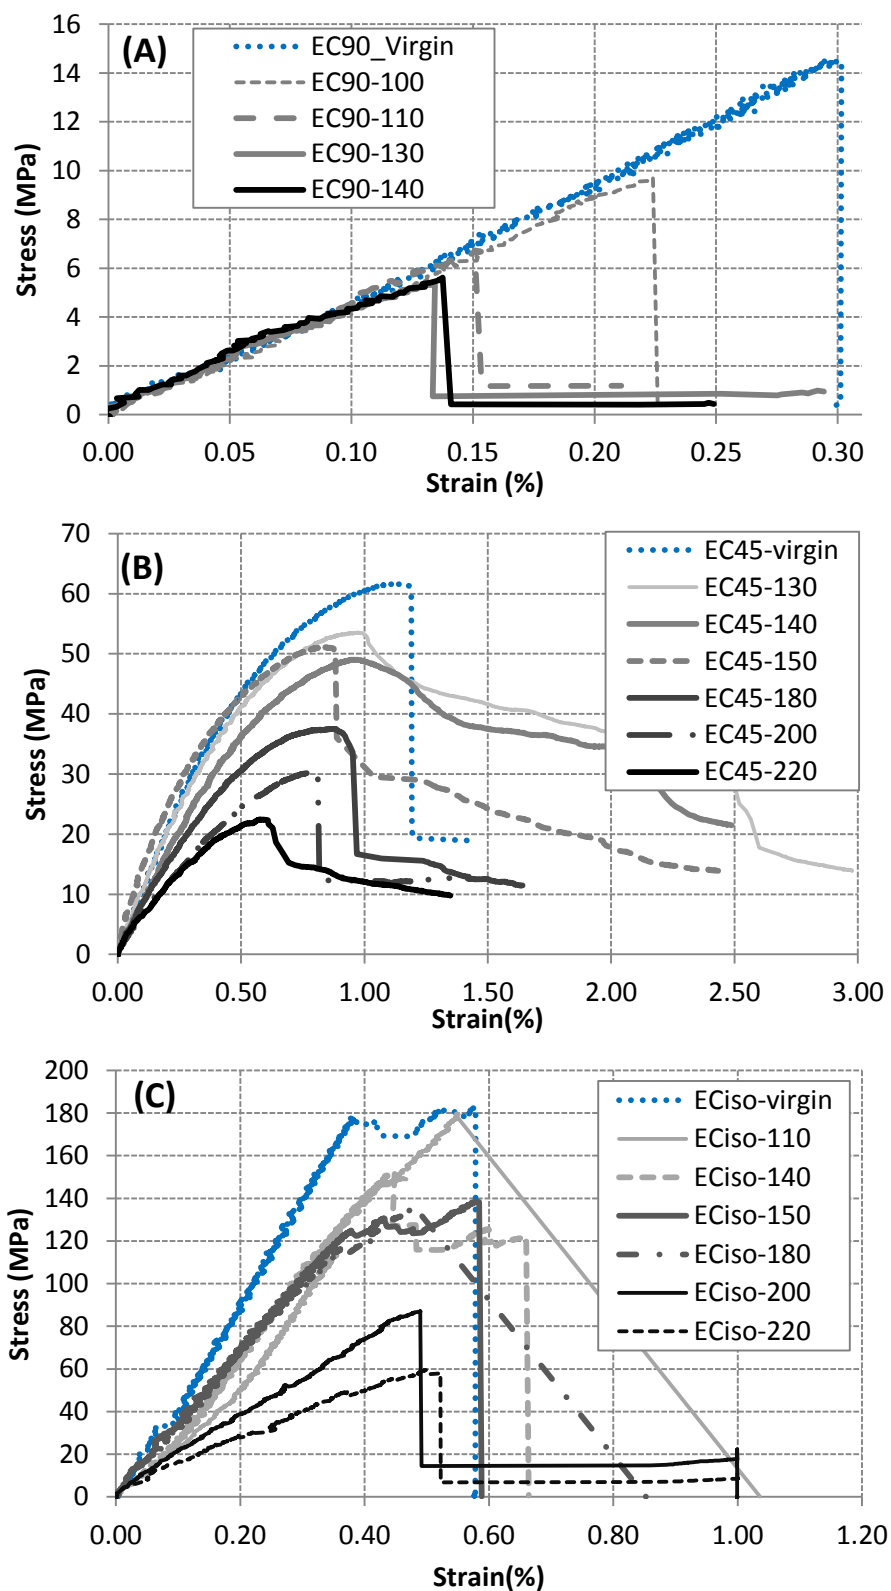 (A)
EC90_Virgin
EC90-100
EC90-110
EC90-130
EC90-140
16
14
12
10
8
6
4
2
0
Stress (MPa)
0.00 0.05 0.10 0.15 0.20 0.25 0.30
Strain (%)
(B)
EC45-virgin
EC45-130
EC45-140
EC45-150
EC45-180
EC45-200
EC45-220
70
60
50
40
30
20
10
0
Stress (MPa)
0.00 0.50 1.00 1.50 2.00 2.50 3.00
Strain(%)
(C)
ECiso-virgin
ECiso-110
ECiso-140
ECiso-150
ECiso-180
ECiso-200
ECiso-220
200
180
160
140
120
100
80
60
40
20
0
Stress (MPa)
0.00 0.20 0.40 0.60 0.80 1.00 1.20
Strain(%)